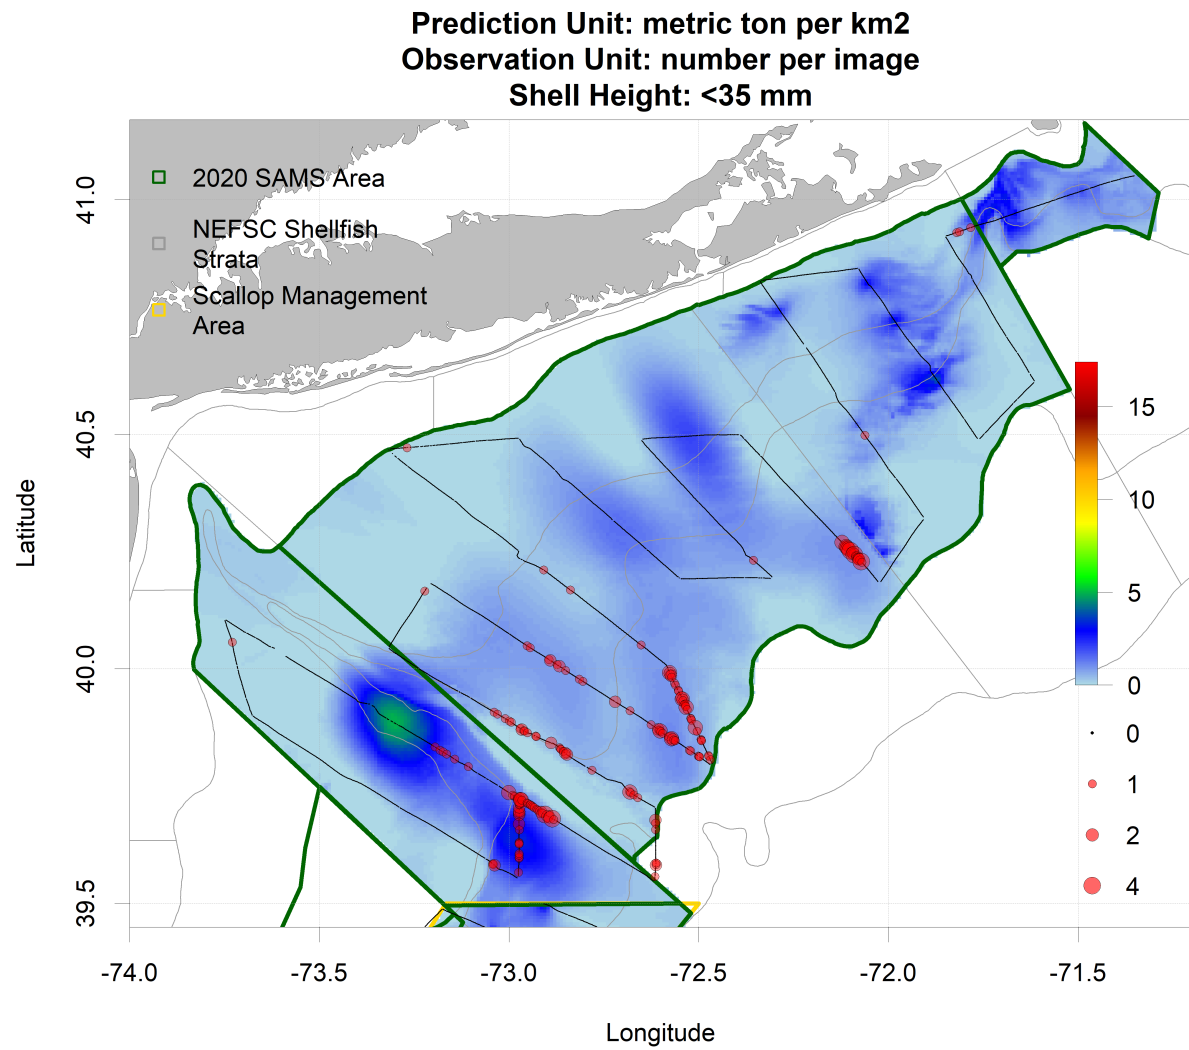 Prediction Unit: metric ton per km2
Observation Unit: number per image
Shell Height: <35 mm
2020 SAMS Area
NEFSC Shellfish
Strata
Scallop Management
Area
41.0
40.5
40.0
39.5
Latitude
15
10
5
0
0
1
2
4
-74.0
-73.5
-73.0
-72.5
-72.0
-71.5
Longitude